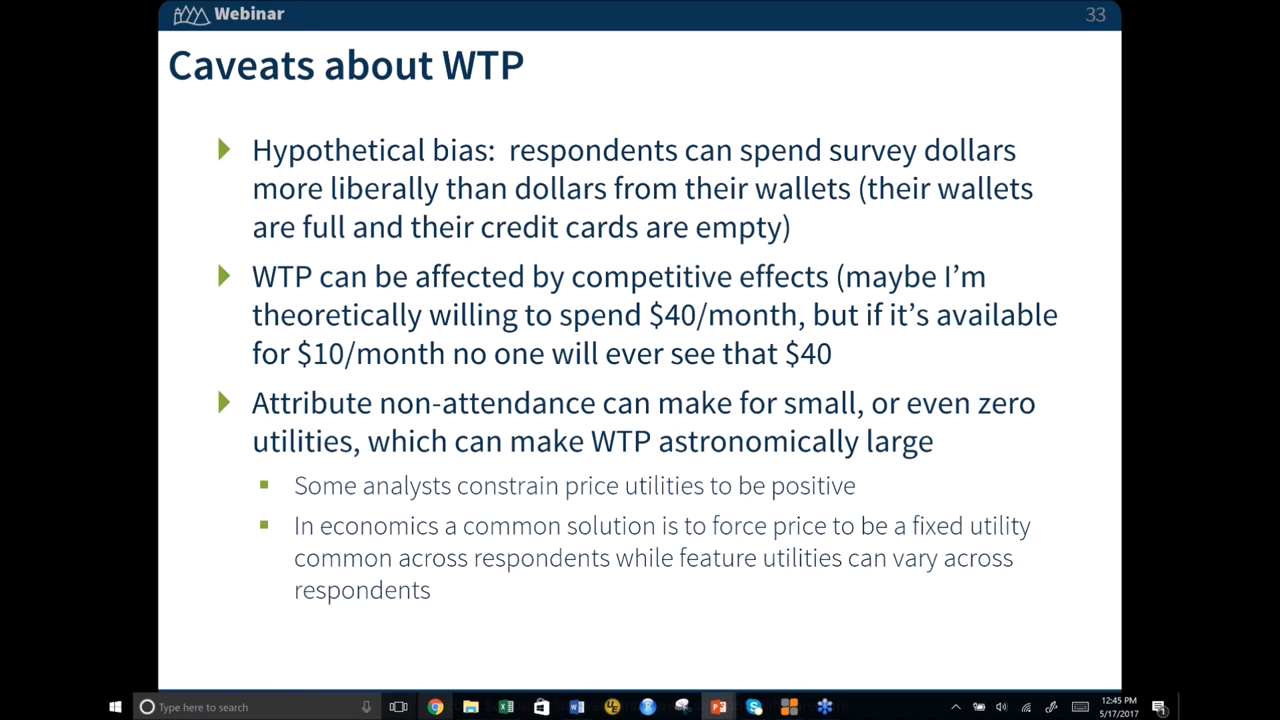 Webinar
33
Caveats about WTP
Hypothetical bias:  respondents can spend survey dollars
more liberally than dollars from their wallets (their wallets
are full and their credit cards are empty)
WTP can be affected by competitive effects (maybe I'm
theoretically willing to spend $40/month, but if it's available
for $10/month no one will ever see that $40
Attribute non-attendance can make for small, or even zero
utilities, which can make WTP astronomically large
Some analysts constrain price utilities to be positive
In economics a common solution is to force price to be a fixed utility
common across respondents while feature utilities can vary across
respondents
Type here to search
12:45 PM
5/17/2017